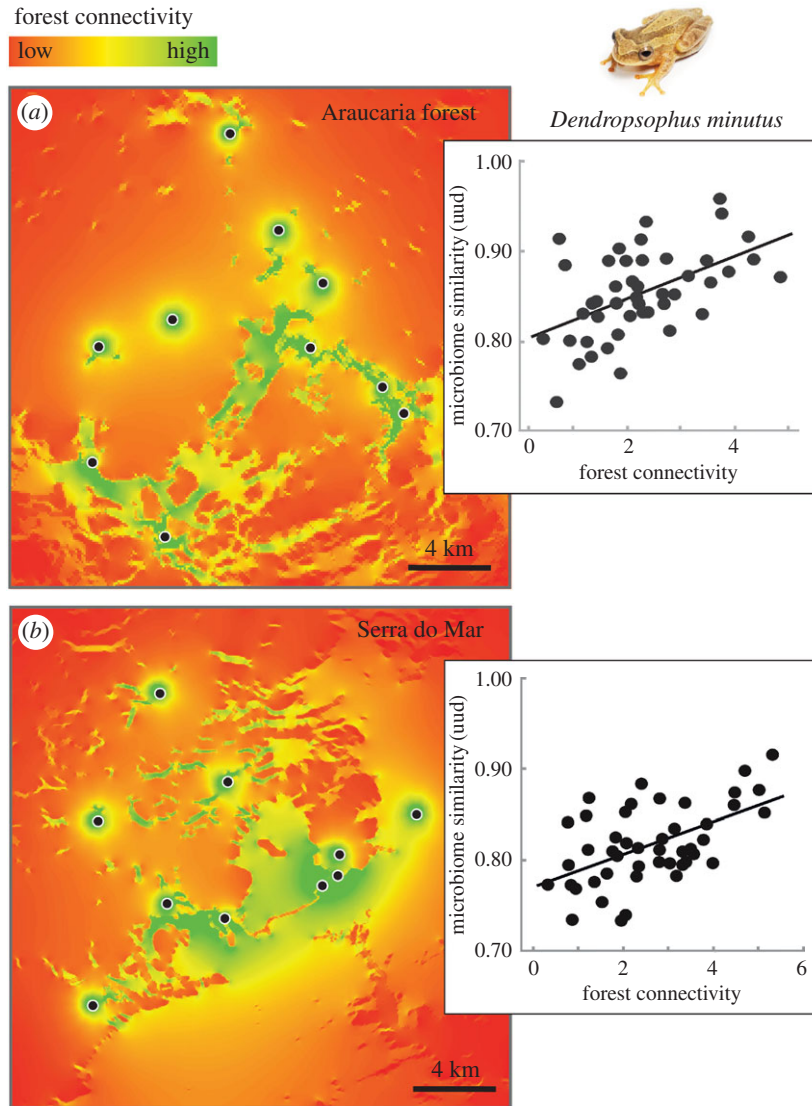 forest connectivity
low high
(a)
Araucaria forest
4 km
Dendropsophus minutus
1.00
0.90
0.80
0.70
microbiome similarity (uud)
0 2 4
forest connectivity
(b)
Serra do Mar
4 km
1.00
0.90
0.80
0.70
microbiome similarity (uud)
0 2 4 6
forest connectivity